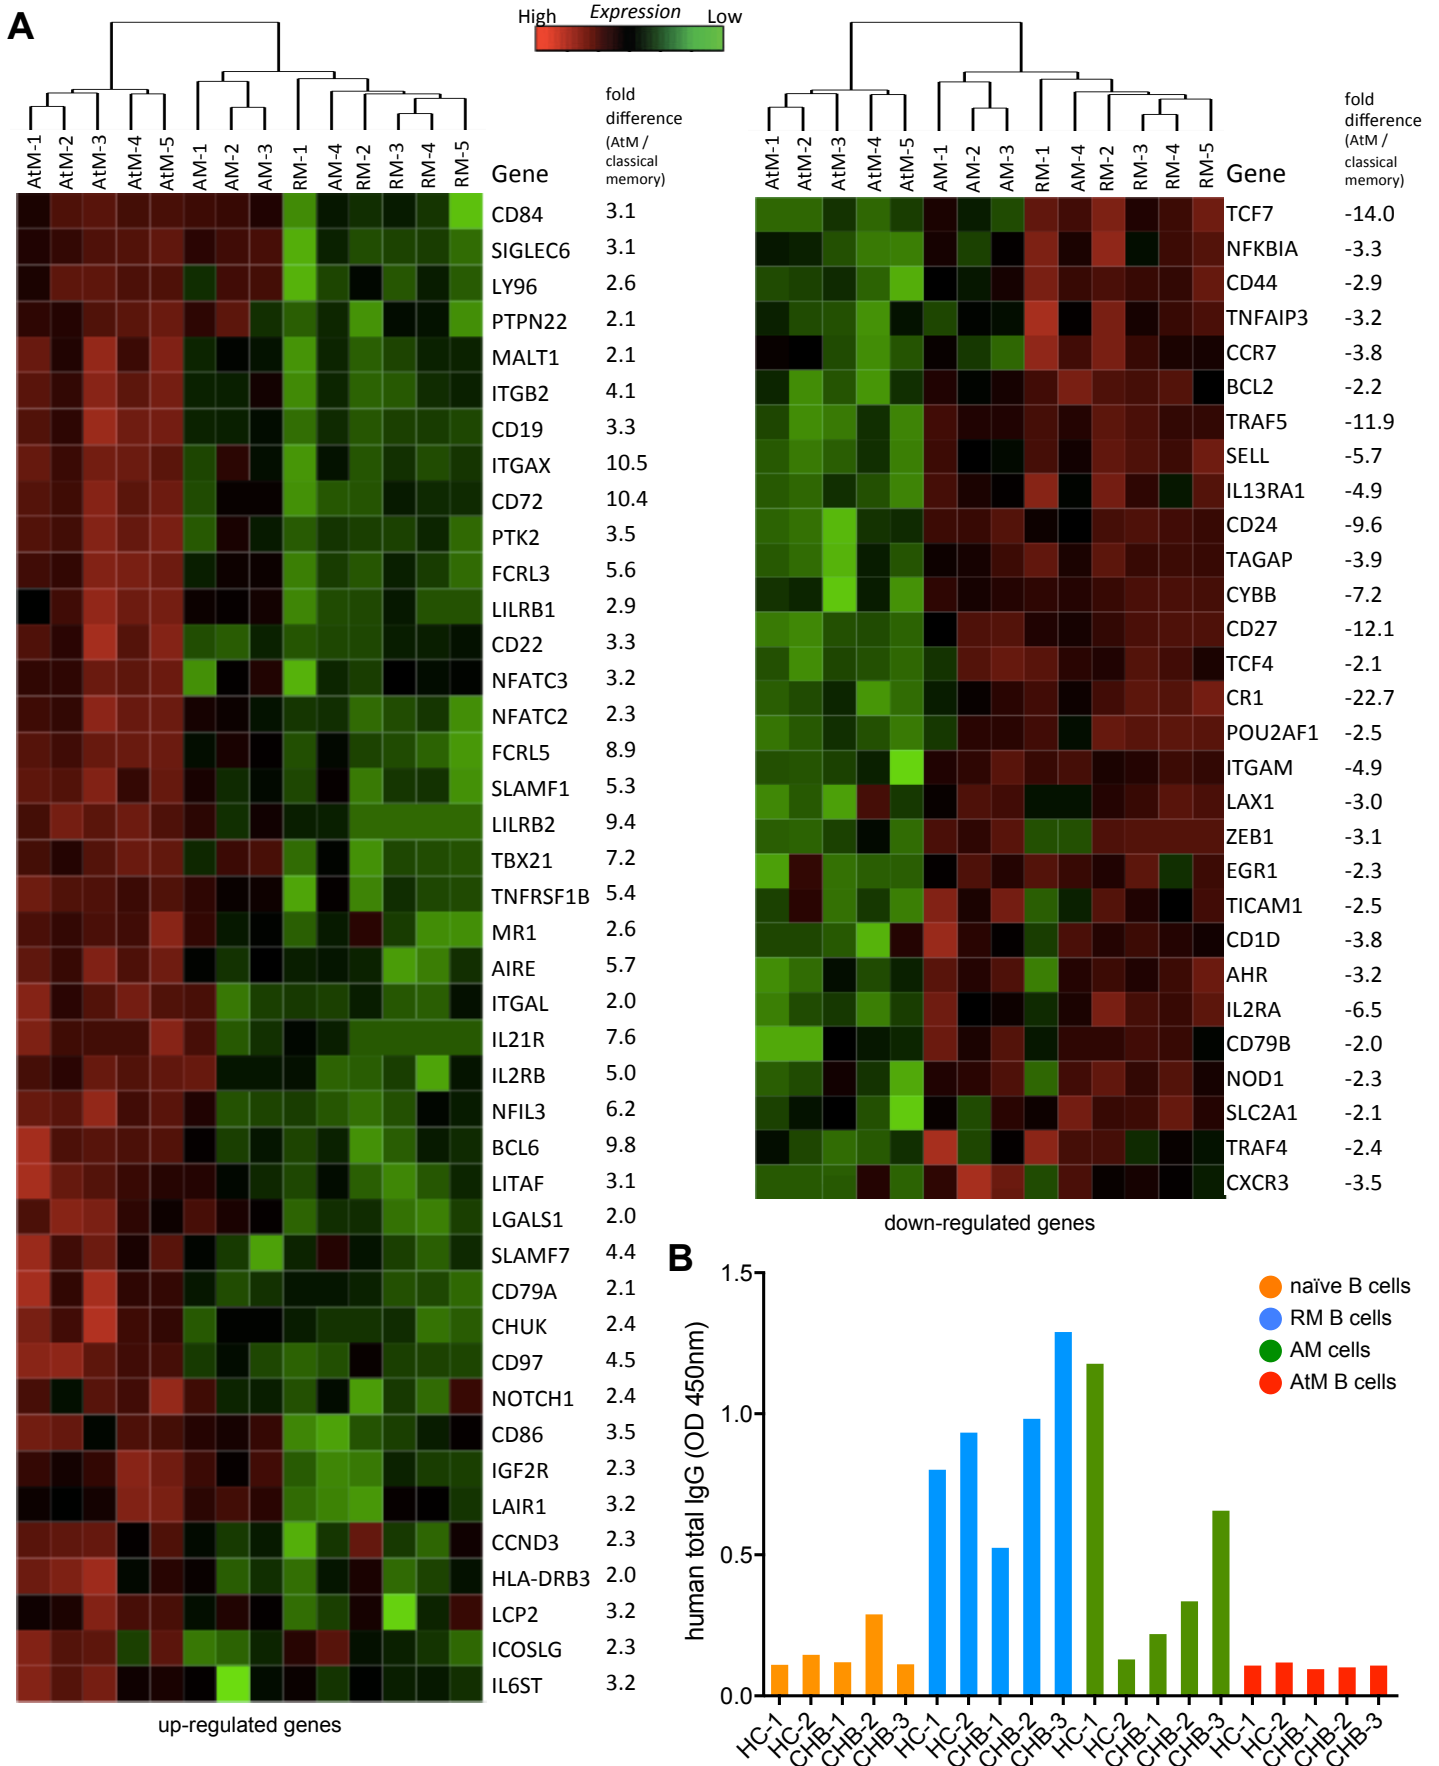 A
High Expression Low
fold
difference
(AtM /
classical
memory)
AtM-1 AtM-2 AtM-3 AtM-4 AtM-5 AM-1 AM-2 AM-3 RM-1 AM-4 RM-2 RM-3 RM-4 RM-5 Gene
CD84 3.1
SIGLEC6 3.1
LY96 2.6
PTPN22 2.1
MALT1 2.1
ITGB2 4.1
CD19 3.3
ITGAX 10.5
CD72 10.4
PTK2 3.5
FCRL3 5.6
LILRB1 2.9
CD22 3.3
NFATC3 3.2
NFATC2 2.3
FCRL5 8.9
SLAMF1 5.3
LILRB2 9.4
TBX21 7.2
TNFRSF1B 5.4
MR1 2.6
AIRE 5.7
ITGAL 2.0
IL21R 7.6
IL2RB 5.0
NFIL3 6.2
BCL6 9.8
LITAF 3.1
LGALS1 2.0
SLAMF7 4.4
CD79A 2.1
CHUK 2.4
CD97 4.5
NOTCH1 2.4
CD86 3.5
IGF2R 2.3
LAIR1 3.2
CCND3 2.3
HLA-DRB3 2.0
LCP2 3.2
ICOSLG 2.3
IL6ST 3.2
up-regulated genes
fold
difference
(AtM /
classical
memory)
AtM-1 AtM-2 AtM-3 AtM-4 AtM-5 AM-1 AM-2 AM-3 RM-1 AM-4 RM-2 RM-3 RM-4 RM-5 Gene
TCF7 -14.0
NFKBIA -3.3
CD44 -2.9
TNFAIP3 -3.2
CCR7 -3.8
BCL2 -2.2
TRAF5 -11.9
SELL -5.7
IL13RA1 -4.9
CD24 -9.6
TAGAP -3.9
CYBB -7.2
CD27 -12.1
TCF4 -2.1
CR1 -22.7
POU2AF1 -2.5
ITGAM -4.9
LAX1 -3.0
ZEB1 -3.1
EGR1 -2.3
TICAM1 -2.5
CD1D -3.8
AHR -3.2
IL2RA -6.5
CD79B -2.0
NOD1 -2.3
SLC2A1 -2.1
TRAF4 -2.4
CXCR3 -3.5
down-regulated genes
B
human total IgG (OD 450nm)
1.5
1.0
0.5
0.0
naïve B cells
RM B cells
AM cells
AtM B cells
HC-1 HC-2 CHB-1 CHB-2 CHB-3 HC-1 HC-2 CHB-1 CHB-2 CHB-3 HC-1 HC-2 CHB-1 CHB-2 CHB-3 HC-1 HC-2 CHB-1 CHB-2 CHB-3